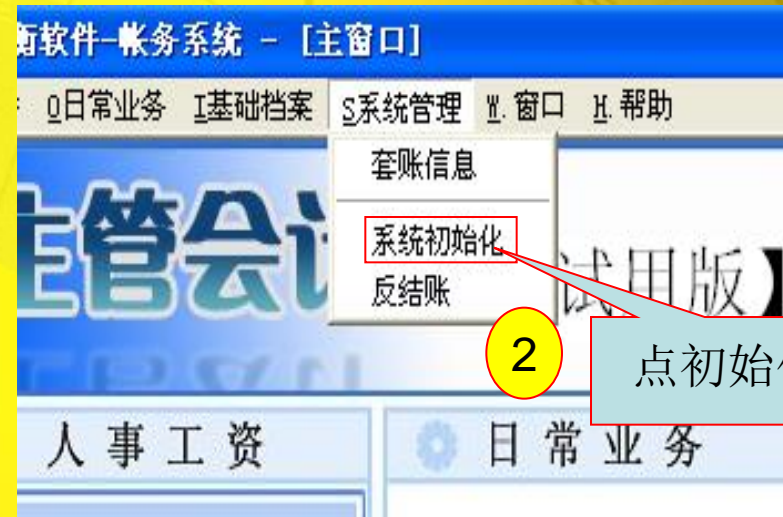 软件-帐务系统 - [主窗口]
O日常业务 I基础档案 S系统管理 W.窗口 H.帮助
套账信息
主管会
系统初始化
试用版】
反结账
2
点初始
人事工资
日常业务